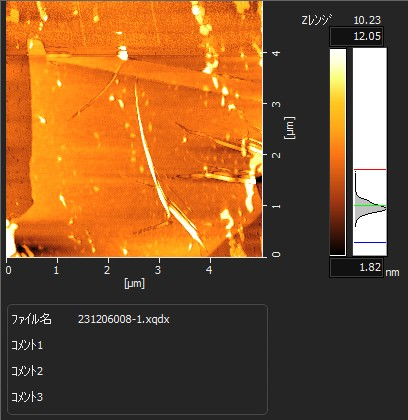 Zレンジ 10.23
12.05
4
3
2
1
0
[μm]
0 1 2 3 4
[μm]
1.82 nm
ファイル名 231206008-1.xqdx
コメント1
コメント2
コメント3